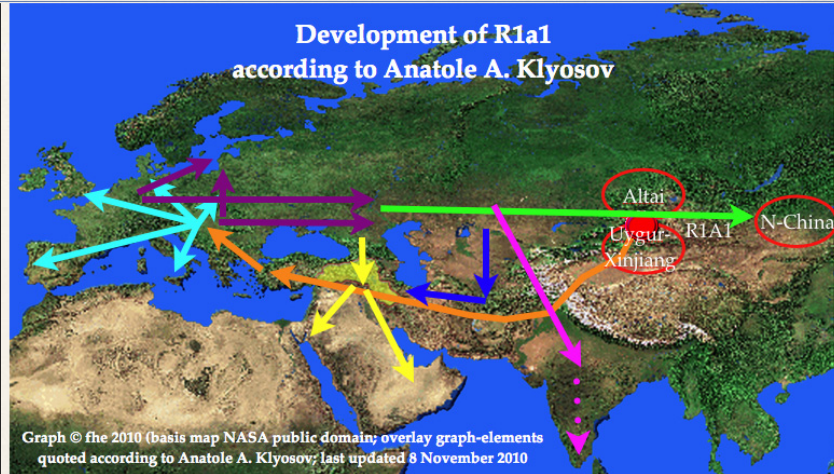 Development of R1a1
according to Anatole A. Klyosov
Altai
N-China
R1A1
Uygur-
Xinjiang
Graph © fhe 2010 (basis map NASA public domain; overlay graph-elements
quoted according to Anatole A. Klyosov; last updated 8 November 2010